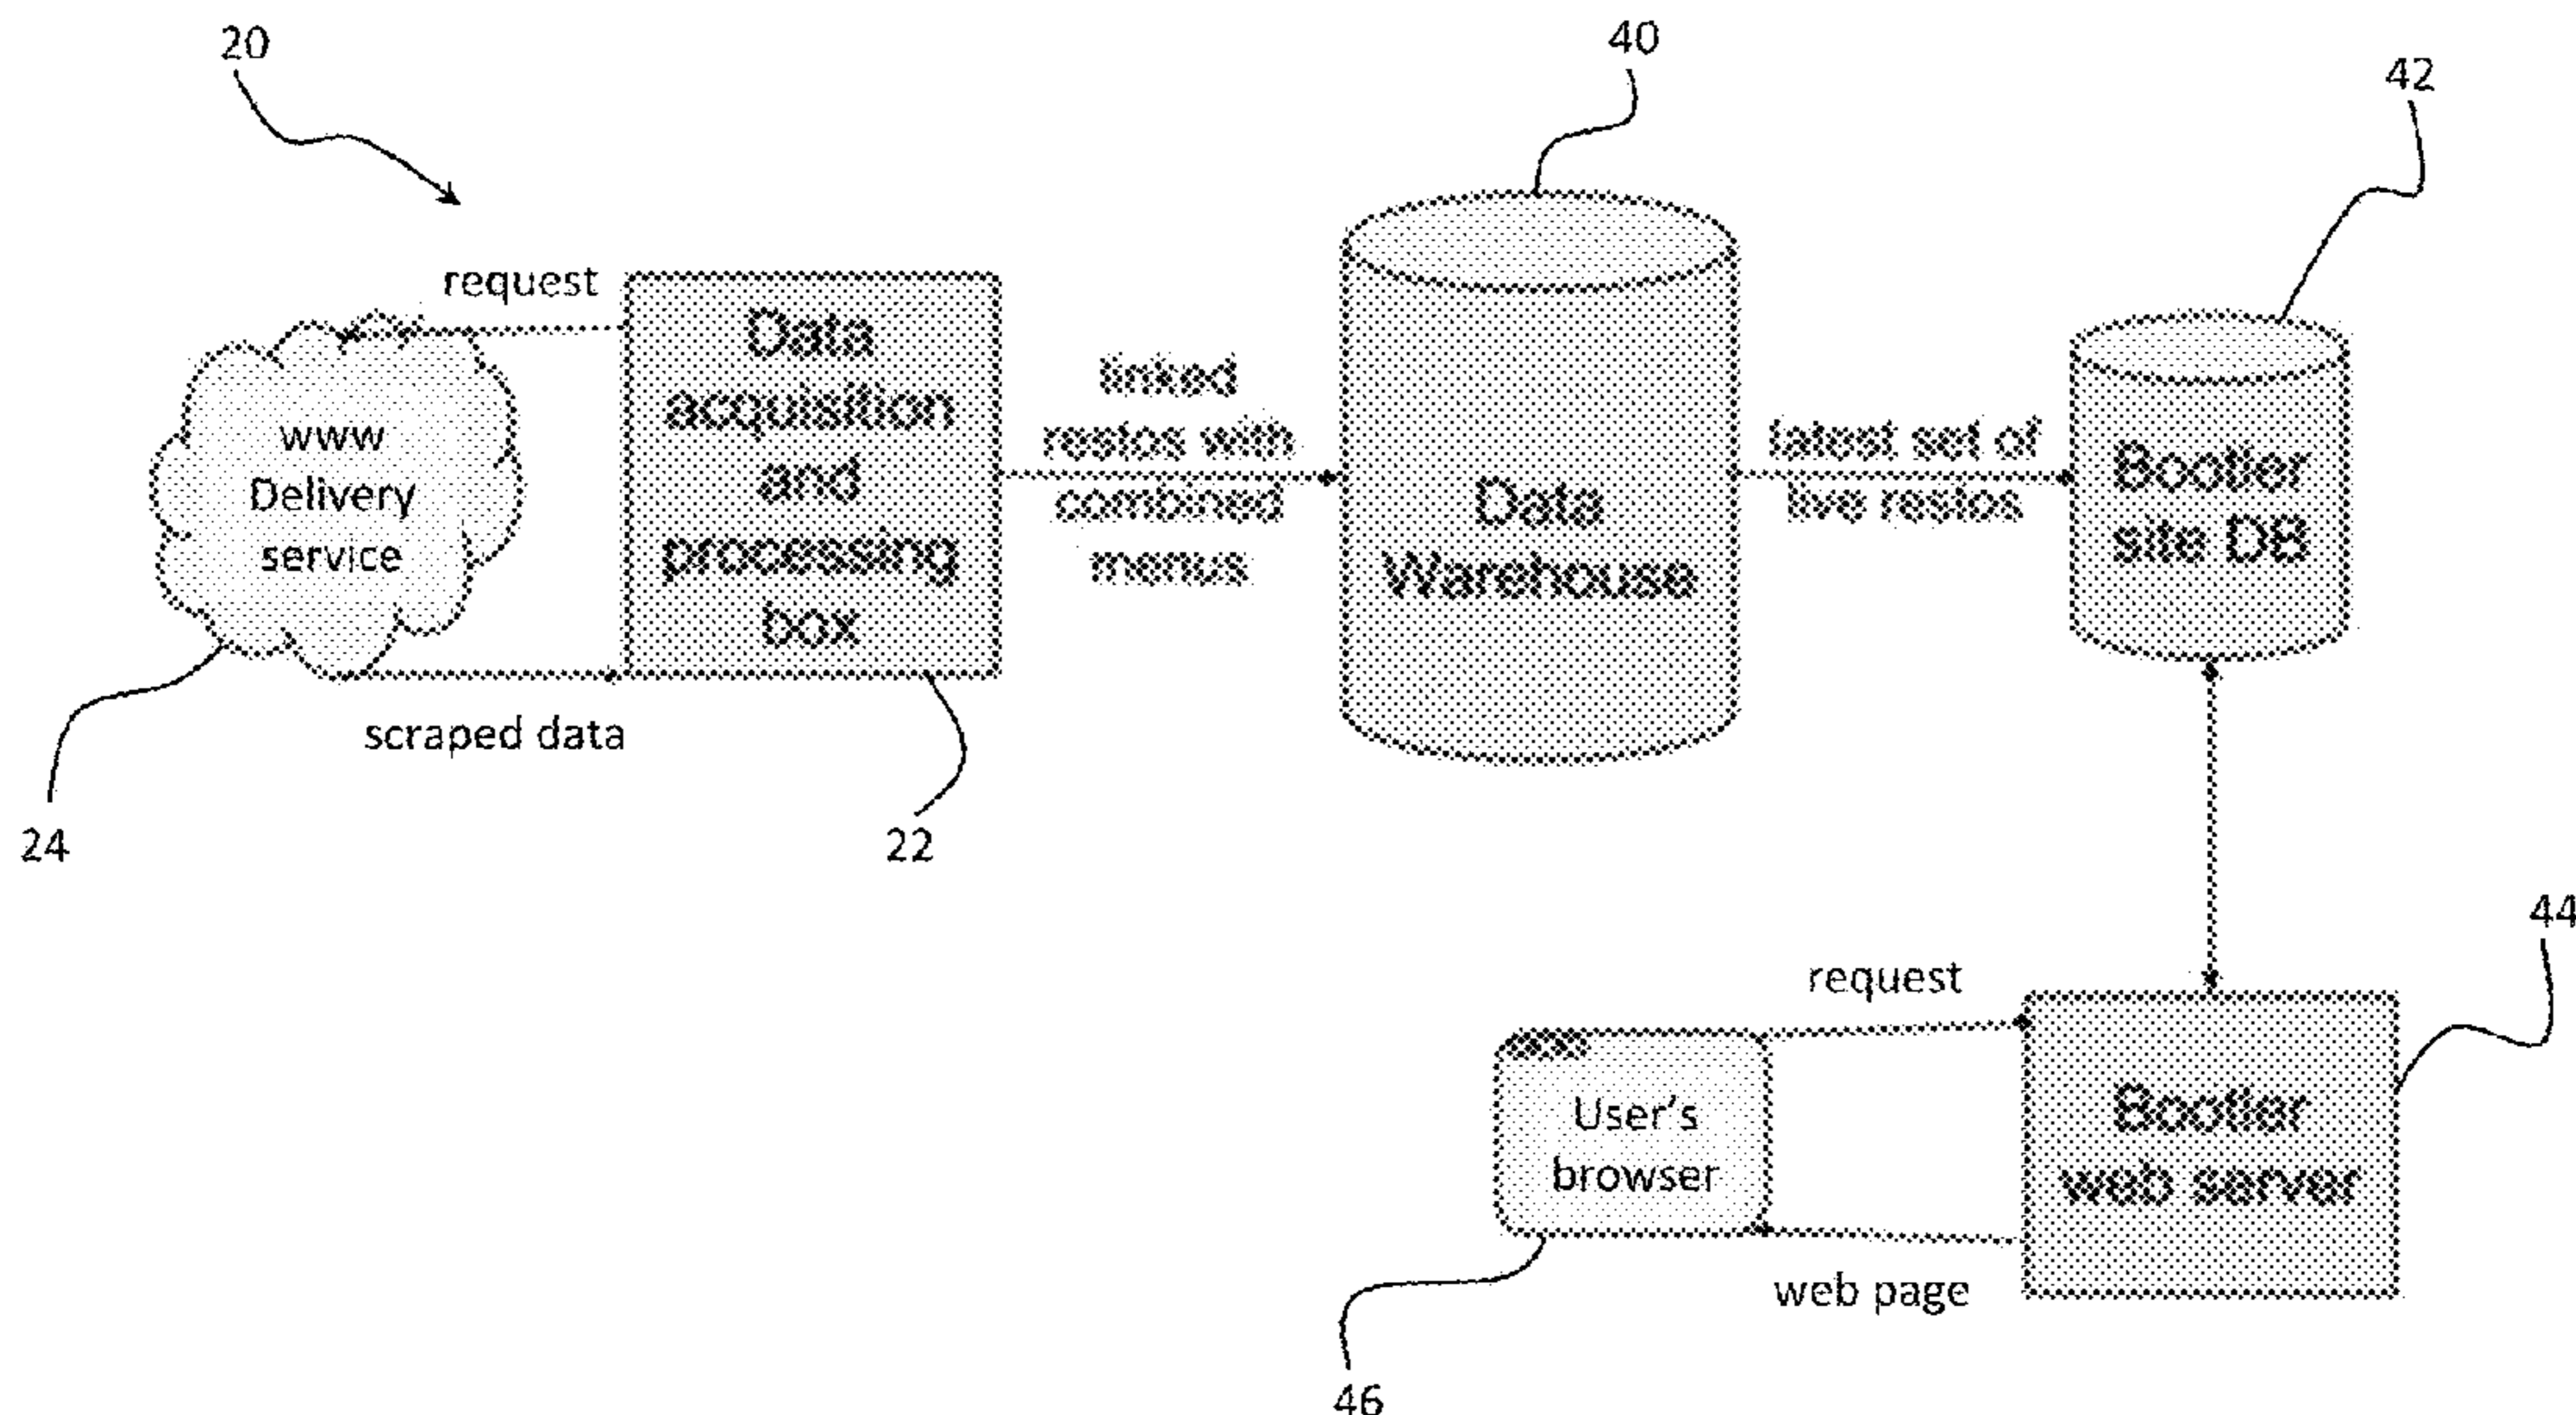 20
40
42
request
www
Delivery
service
Data
acquisition
and
processing
box
linked
restos with
combined
menus
Data
Warehouse
latest set of
live restos
Bootler
site DB
scraped data
24
22
44
request
User's
browser
Bootler
web server
web page
46